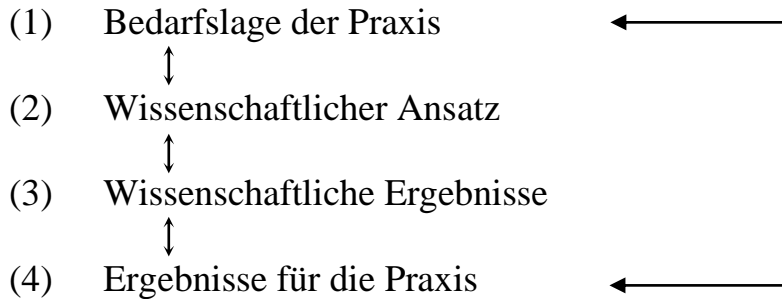 (1) Bedarfslage der Praxis
(2) Wissenschaftlicher Ansatz
(3) Wissenschaftliche Ergebnisse
(4) Ergebnisse für die Praxis